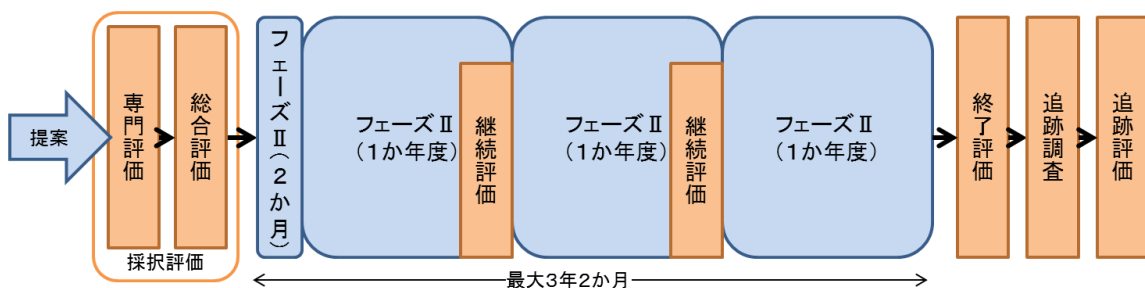 提案
専門評価
総合評価
採択評価
フェーズⅡ(2か月)
フェーズⅡ
(1か年度)
継続評価
フェーズⅡ
(1か年度)
継続評価
フェーズⅡ
(1か年度)
最大3年2か月
終了評価
追跡調査
追跡評価